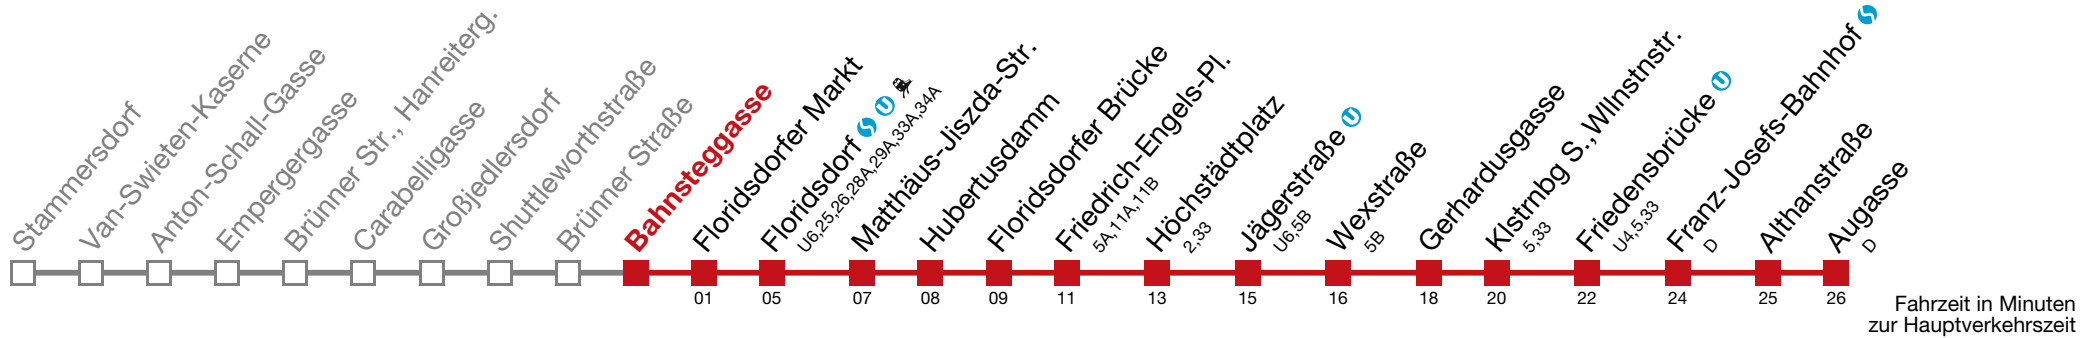 Stammersdorf
Van-Swieten-Kaserne
Anton-Schall-Gasse
Empergergasse
Brünner Str., Hanreiterg.
Carabelligasse
Großjedlersdorf
Shuttleworthstraße
Brünner Straße
Bahnsteggasse
Floridsdorfer Markt
01
Floridsdorf
U6,25,26,28A,29A,33A,34A
05
Matthäus-Jiszda-Str.
07
Hubertusdamm
08
Floridsdorfer Brücke
09
Friedrich-Engels-Pl.
5A,11A,11B
11
Höchstädtplatz
2,33
13
Jägerstraße U
U6,5B
15
Wexstraße
5B
16
Gerhardusgasse
18
Klstrnbg S., Wllnstnstr.
5,33
20
Friedensbrücke U
U4,5,33
22
Franz-Josefs-Bahnhof
D
24
Althanstraße
25
Augasse
D
26
Fahrzeit in Minuten
zur Hauptverkehrszeit